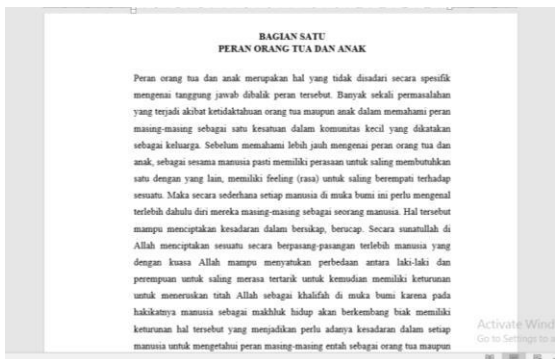 BAGIAN SATU
PERAN ORANG TUA DAN ANAK
Peran orang tua dan anak merupakan hal yang tidak disadari secara spesifik
mengenai tanggung jawab dibalik peran tersebut. Banyak sekali permasalahan
yang terjadi akibat ketidaktahuan orang tua maupun anak dalam memahami peran
masing-masing sebagai satu kesatuan dalam komunitas kecil yang dikatakan
sebagai keluarga. Sebelum memahami lebih jauh mengenai peran orang tua dan
anak, sebagai sesama manusia pasti memiliki perasaan untuk saling membutuhkan
satu dengan yang lain, memiliki feeling (rasa) untuk saling berempati terhadap
sesuatu. Maka secara sederhana setiap manusia di muka bumi ini perlu mengenal
terlebih dahulu diri mereka masing-masing sebagai seorang manusia. Hal tersebut
mampu menciptakan kesadaran dalam bersikap, berucap. Secara sunatullah di
Allah menciptakan sesuatu secara berpasang-pasangan terlebih manusia yang
dengan kuasa Allah mampu menyatukan perbedaan antara laki-laki dan
perempuan untuk saling merasa tertarik untuk kemudian memiliki keturunan
untuk meneruskan titah Allah sebagai khalifah di muka bumi karena pada
hakikatnya manusia sebagai makhluk hidup akan berkembang biak memiliki
keturunan hal tersebut yang menjadikan perlu adanya kesadaran dalam setiap
manusia untuk mengetahui peran masing-masing entah sebagai orang tua maupun
Activate Wind
Go to Settings to a